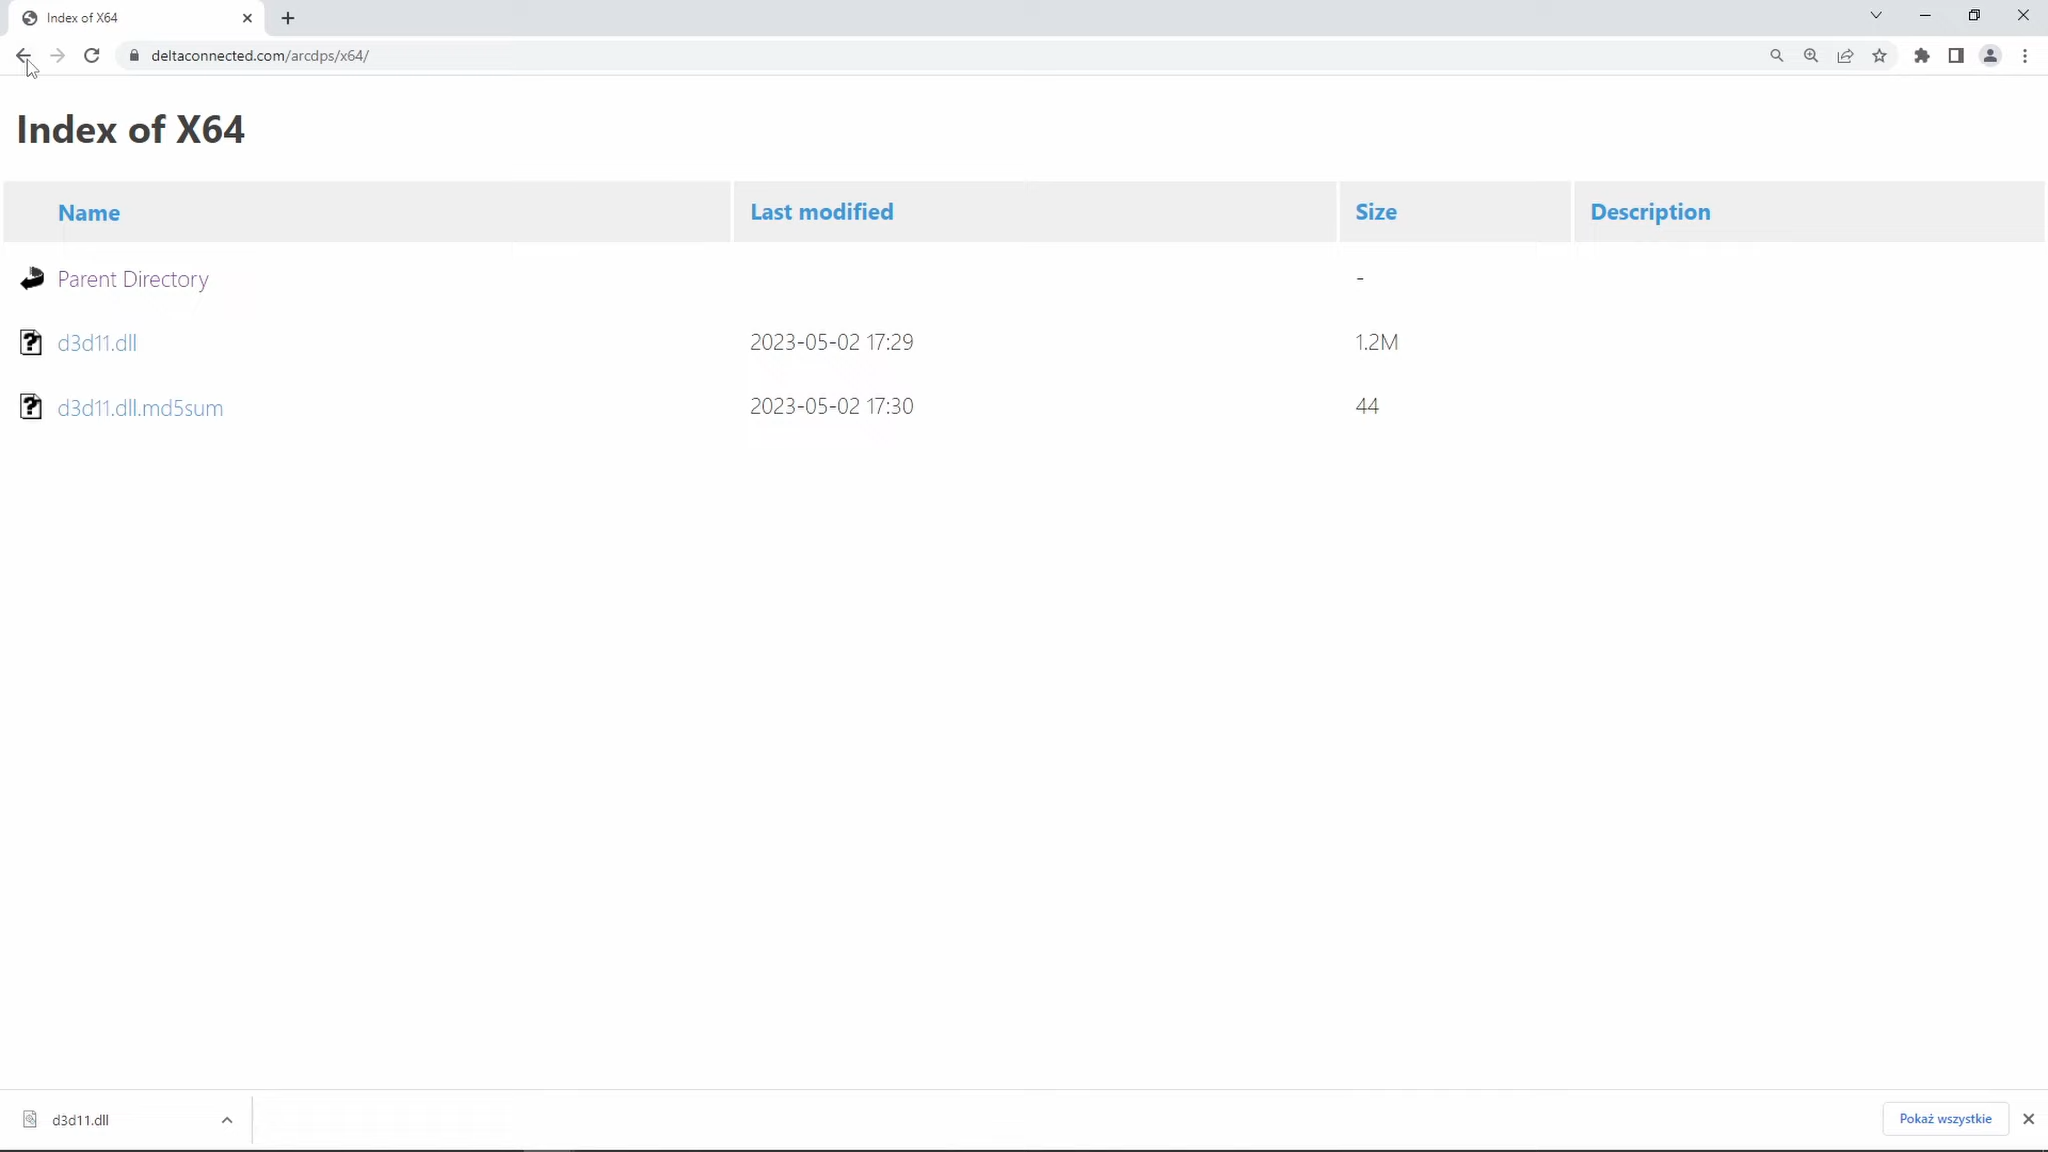 Index of X64
deltaconnected.com/arcdps/x64/
Index of X64
Name Last modified Size Description
Parent Directory -
d3d11.dll 2023-05-02 17:29 1.2M
d3d11.dll.md5sum 2023-05-02 17:30 44
d3d11.dll Pokaż wszystkie